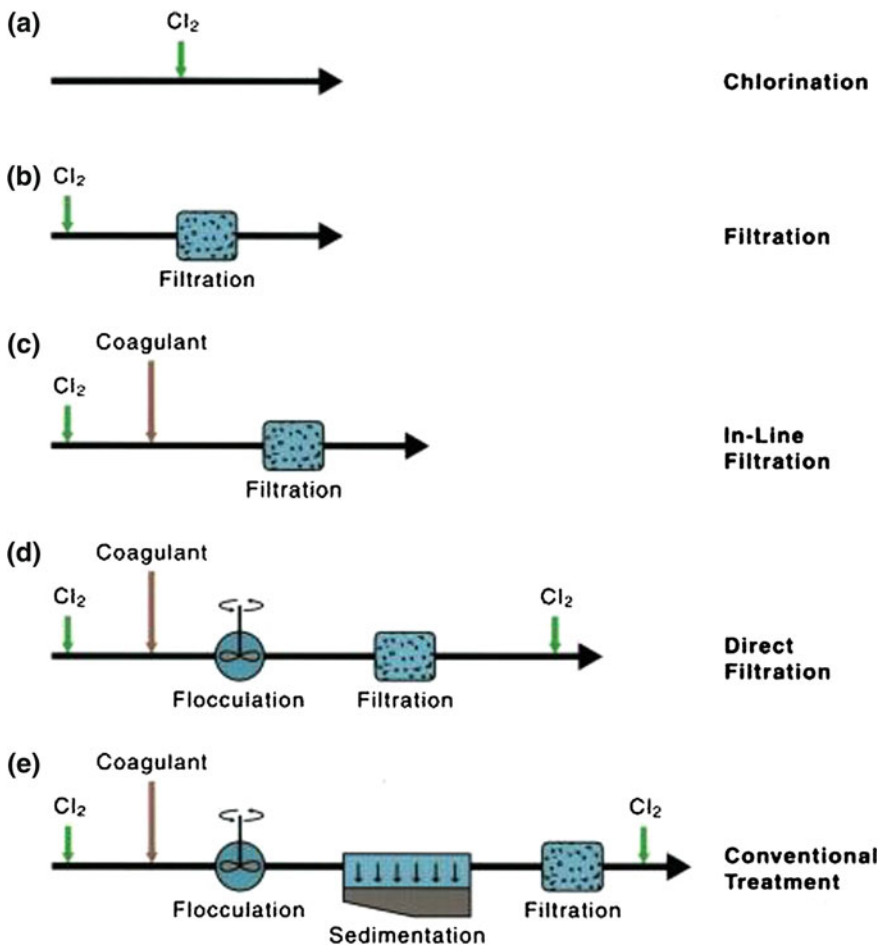 (a)
Cl₂
Chlorination
(b)
Cl₂
Filtration
Filtration
(c)
Coagulant
Cl₂
Filtration
In-Line
Filtration
(d)
Coagulant
Cl₂
Cl₂
Flocculation
Filtration
Direct
Filtration
(e)
Coagulant
Cl₂
Cl₂
Flocculation
Sedimentation
Filtration
Conventional
Treatment